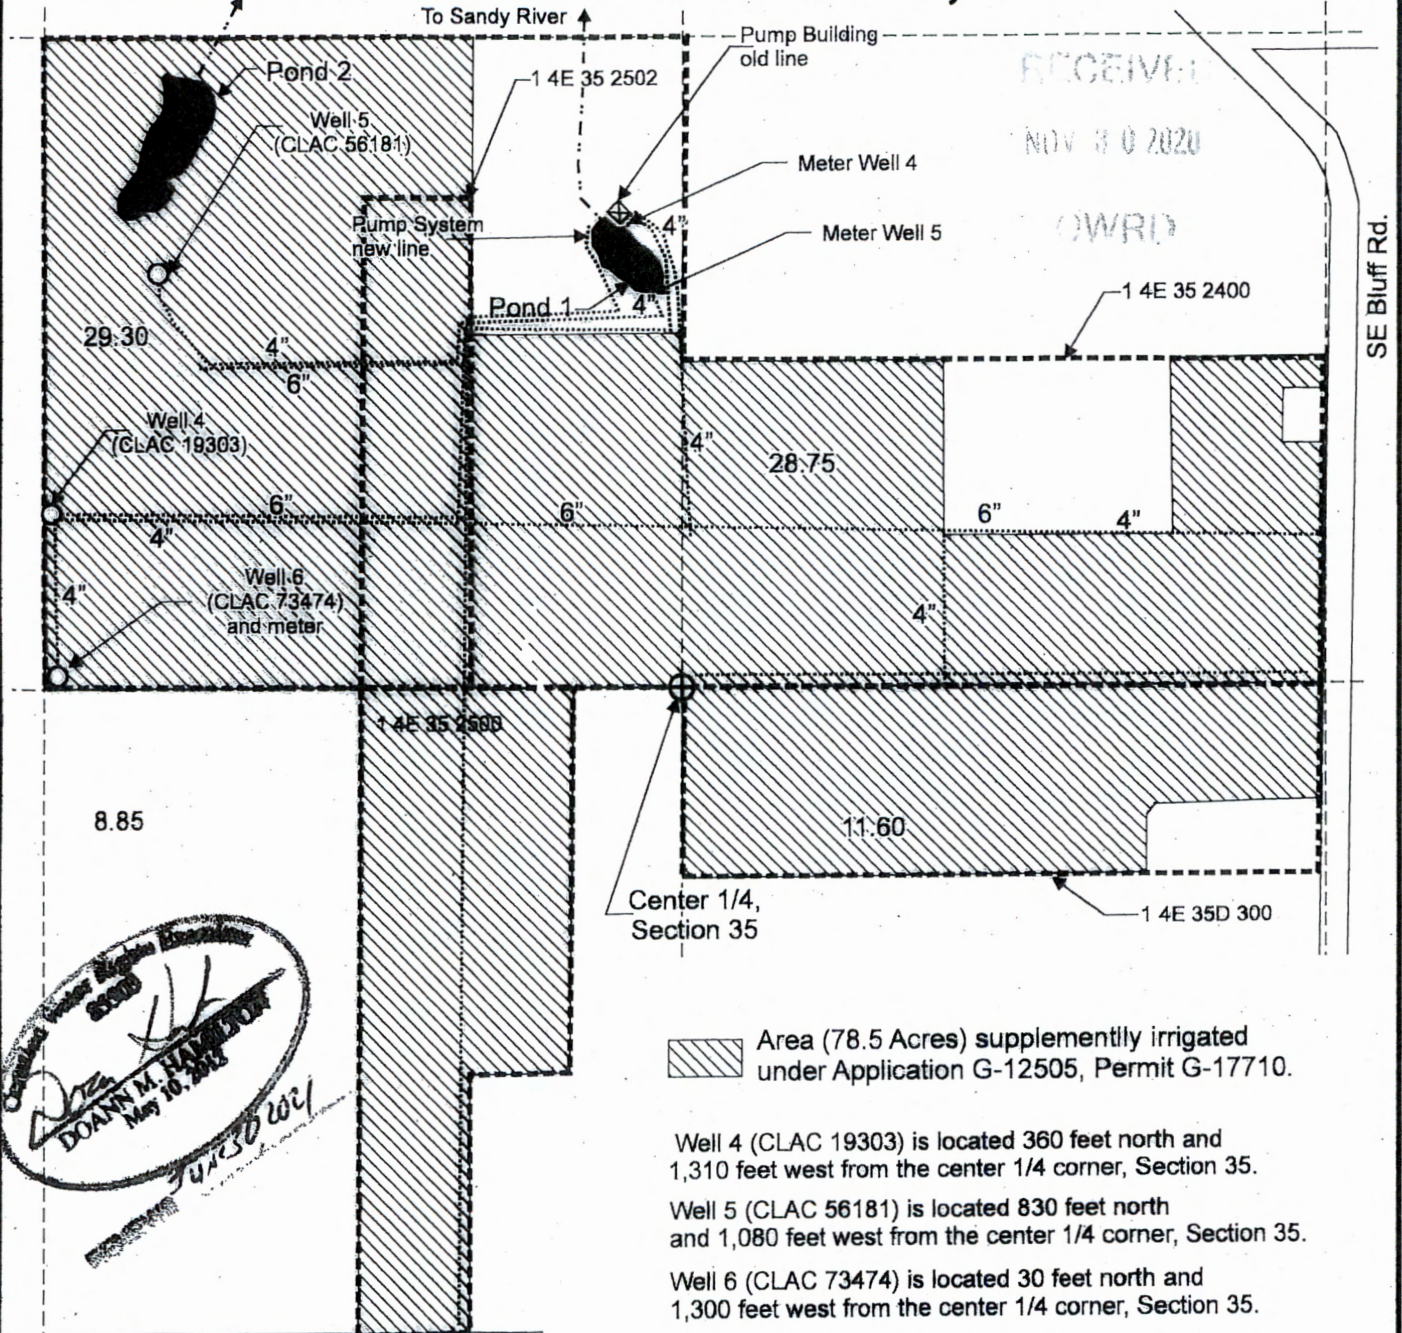 To Sandy River
Pump Building
old line
RECEIVED
Pond 2
1 4E 35 2502
Well 5
(CLAC 56181)
NOV 30 2020
Meter Well 4
OWRD
Pump System
new line
4"
Meter Well 5
SE Bluff Rd.
1 4E 35 2400
Pond 1
4"
29.30
4"
6"
Well 4
(CLAC 19303)
4"
28.75
6"
4"
6"
6"
4"
Well 6
(CLAC 73474)
and meter
4"
4"
1 4E 35 2500
8.85
11.60
Center 1/4,
Section 35
1 4E 35D 300
Water Rights Examiner
DOANN M. HAMILTON
May 10, 2013
Area (78.5 Acres) supplementlly irrigated
under Application G-12505, Permit G-17710.
Well 4 (CLAC 19303) is located 360 feet north and
1,310 feet west from the center 1/4 corner, Section 35.
Well 5 (CLAC 56181) is located 830 feet north
and 1,080 feet west from the center 1/4 corner, Section 35.
Well 6 (CLAC 73474) is located 30 feet north and
1,300 feet west from the center 1/4 corner, Section 35.